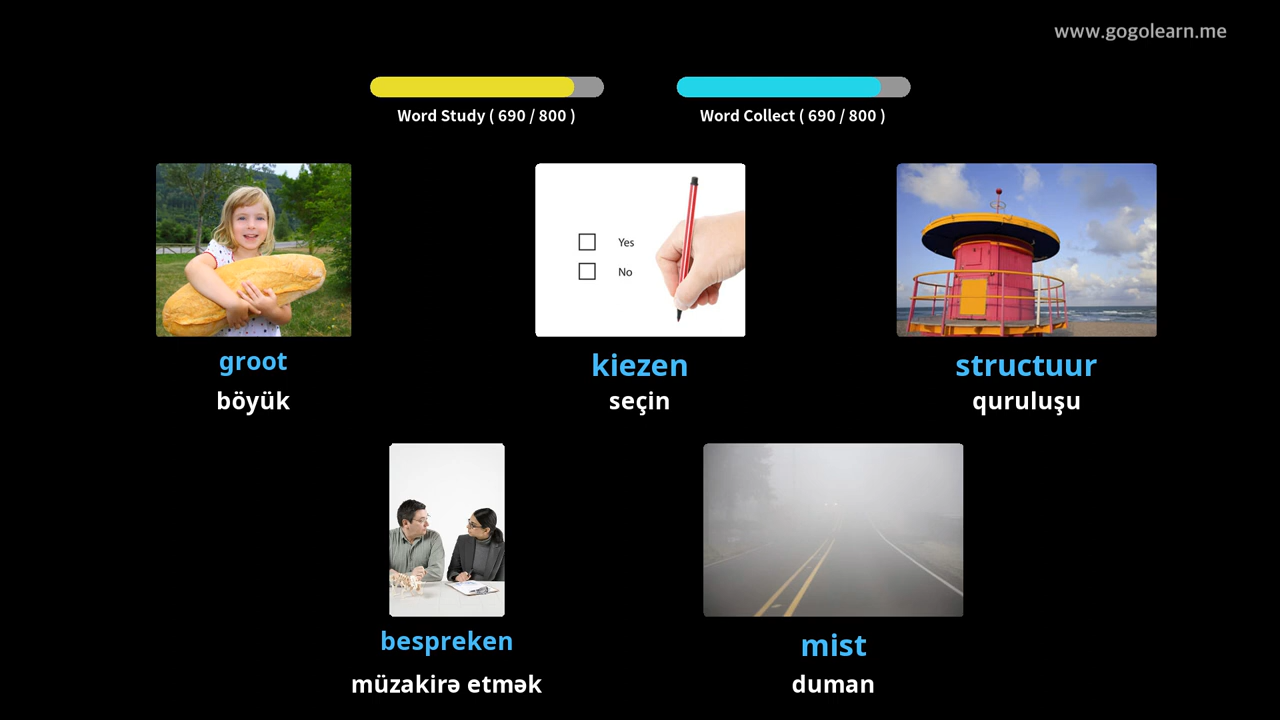 www.gogolearn.me
Word Study ( 690 / 800 )
Word Collect ( 690 / 800 )
Yes
No
groot
böyük
kiezen
seçin
structuur
quruluşu
bespreken
müzakirə etmək
mist
duman